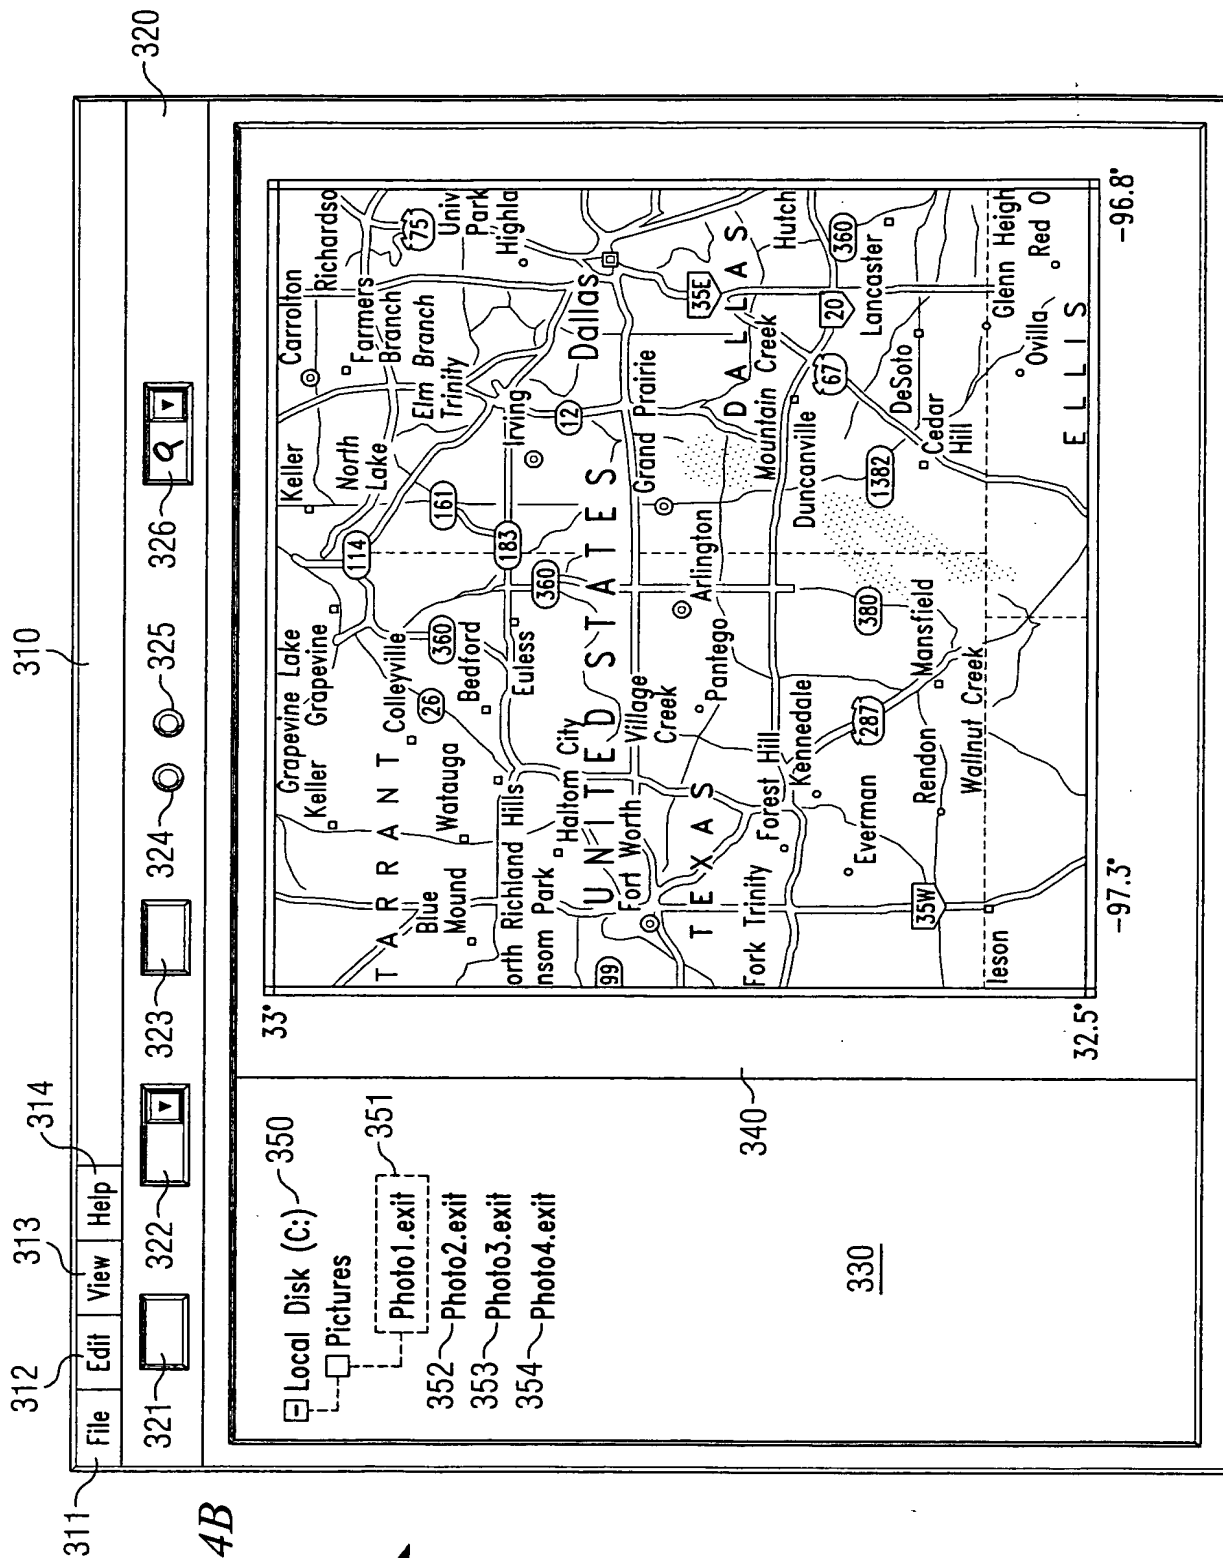 310
312 313 314
311
File Edit View Help
320
321 322 323 324 325 326
4B
Local Disk (C:) 350
Pictures
Photo1.exit 351
352 Photo2.exit
353 Photo3.exit
354 Photo4.exit
330
340
33°
32.5°
-97.3°
-96.8°
Grapevine Lake
Keller Grapevine
Keller
Carrolton
Richardso
TARRANT
Colleyville
North
Lake
Farmers
Branch
75
114
Blue
Mound
Watauga
26
360
Bedford
161
Elm Branch
Trinity
Univ
Park
Highla
orth Richland Hills
Euless
183
Irving
nsom Park
Haltom City
360
12
UNITED STATES
Dallas
99
Fort Worth
Village
Creek
Grand Prairie
TEXAS
Pantego
Arlington
35E
DALLAS
Fork Trinity
Forest Hill
Kennedale
Mountain Creek
Duncanville
Hutch
20
67
360
Everman
287
380
1382
Lancaster
35W
Rendon
Mansfield
DeSoto
Cedar
Hill
Walnut Creek
leson
Glenn Heigh
Ovilla
Red O
ELLIS